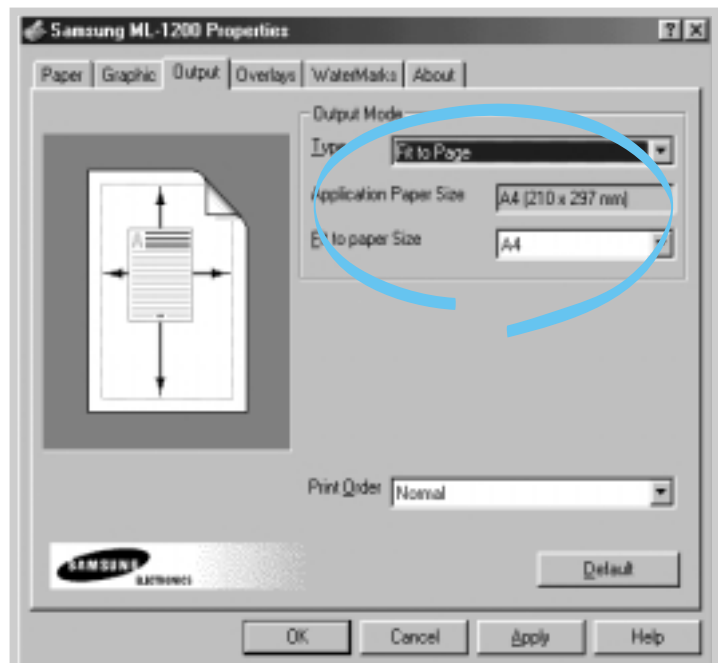 Samsung ML-1200 Properties
Paper Graphic Output Overlays WaterMarks About
Output Mode
Type Fit to Page
Application Paper Size A4 (210 x 297 mm)
Fit to paper Size A4
A
Print Order Normal
SAMSUNG
ELECTRONICS
Default
OK Cancel Apply Help